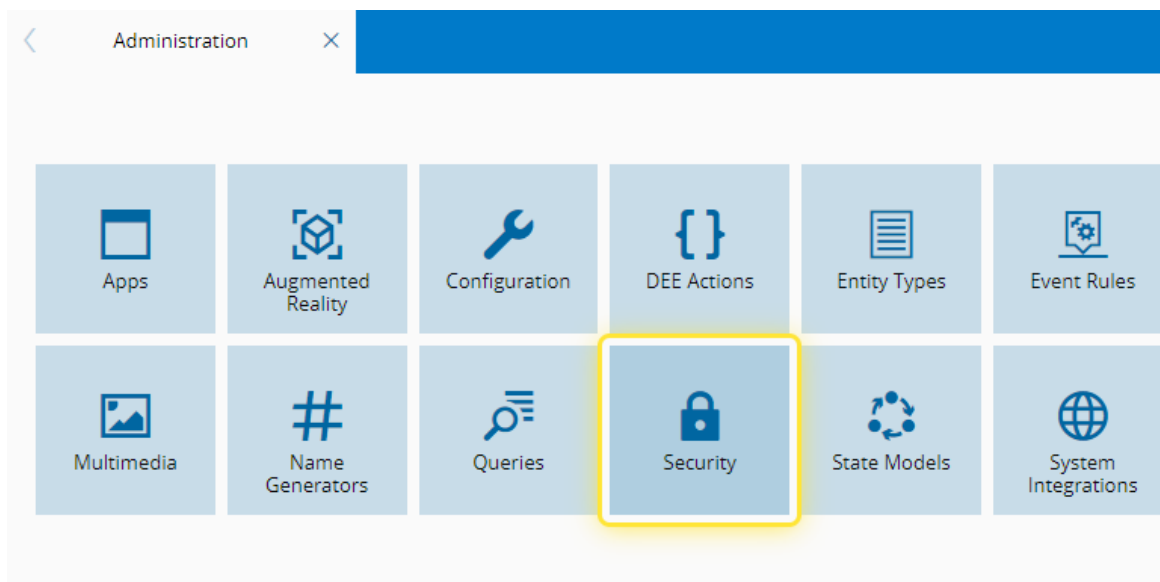 Administration
Apps
Augmented
Reality
Configuration
DEE Actions
Entity Types
Event Rules
Multimedia
Name
Generators
Queries
Security
State Models
System
Integrations